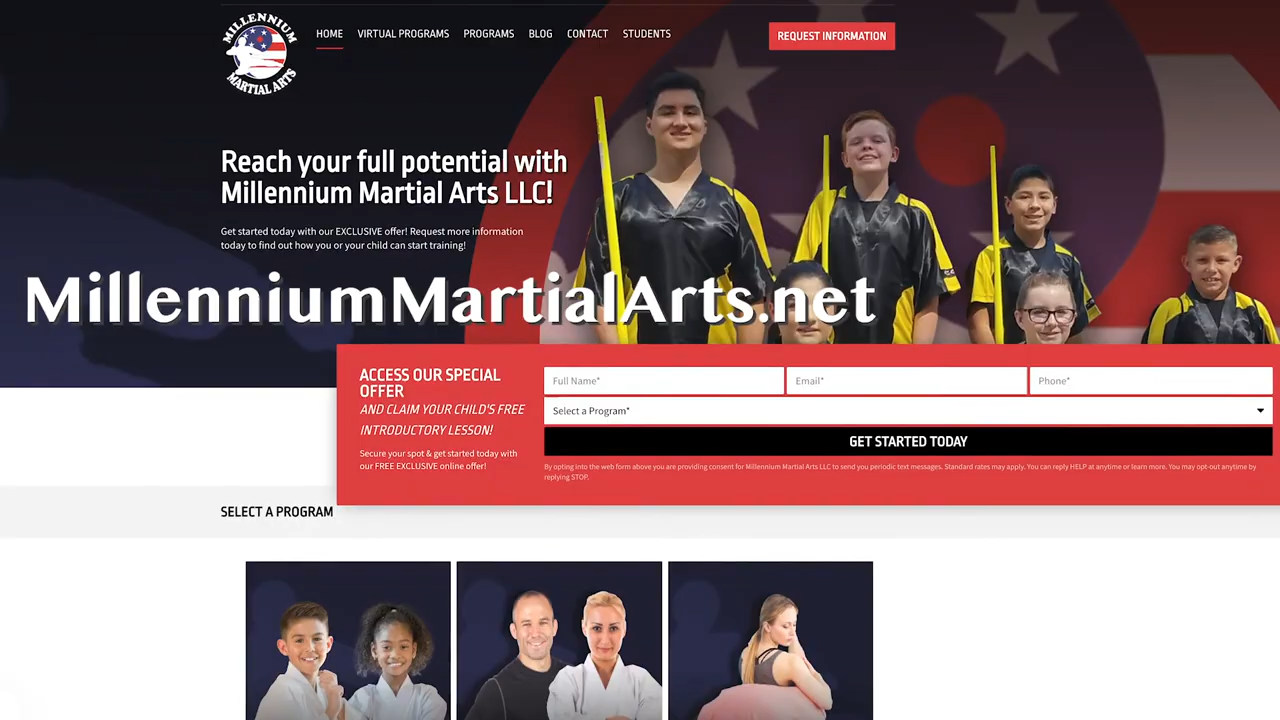 MILLENNIUM
MARTIAL ARTS
HOME VIRTUAL PROGRAMS PROGRAMS BLOG CONTACT STUDENTS
REQUEST INFORMATION
Reach your full potential with
Millennium Martial Arts LLC!
Get started today with our EXCLUSIVE offer! Request more information
today to find out how you or your child can start training!
MillenniumMartialArts.net
ACCESS OUR SPECIAL
OFFER
AND CLAIM YOUR CHILD'S FREE
INTRODUCTORY LESSON!
Secure your spot & get started today with
our FREE EXCLUSIVE online offer!
Full Name*
Email*
Phone*
Select a Program*
GET STARTED TODAY
By opting into the web form above you are providing consent for Millennium Martial Arts LLC to send you periodic text messages. Standard rates may apply. You can reply HELP at anytime or learn more. You may opt-out anytime by
replying STOP.
SELECT A PROGRAM